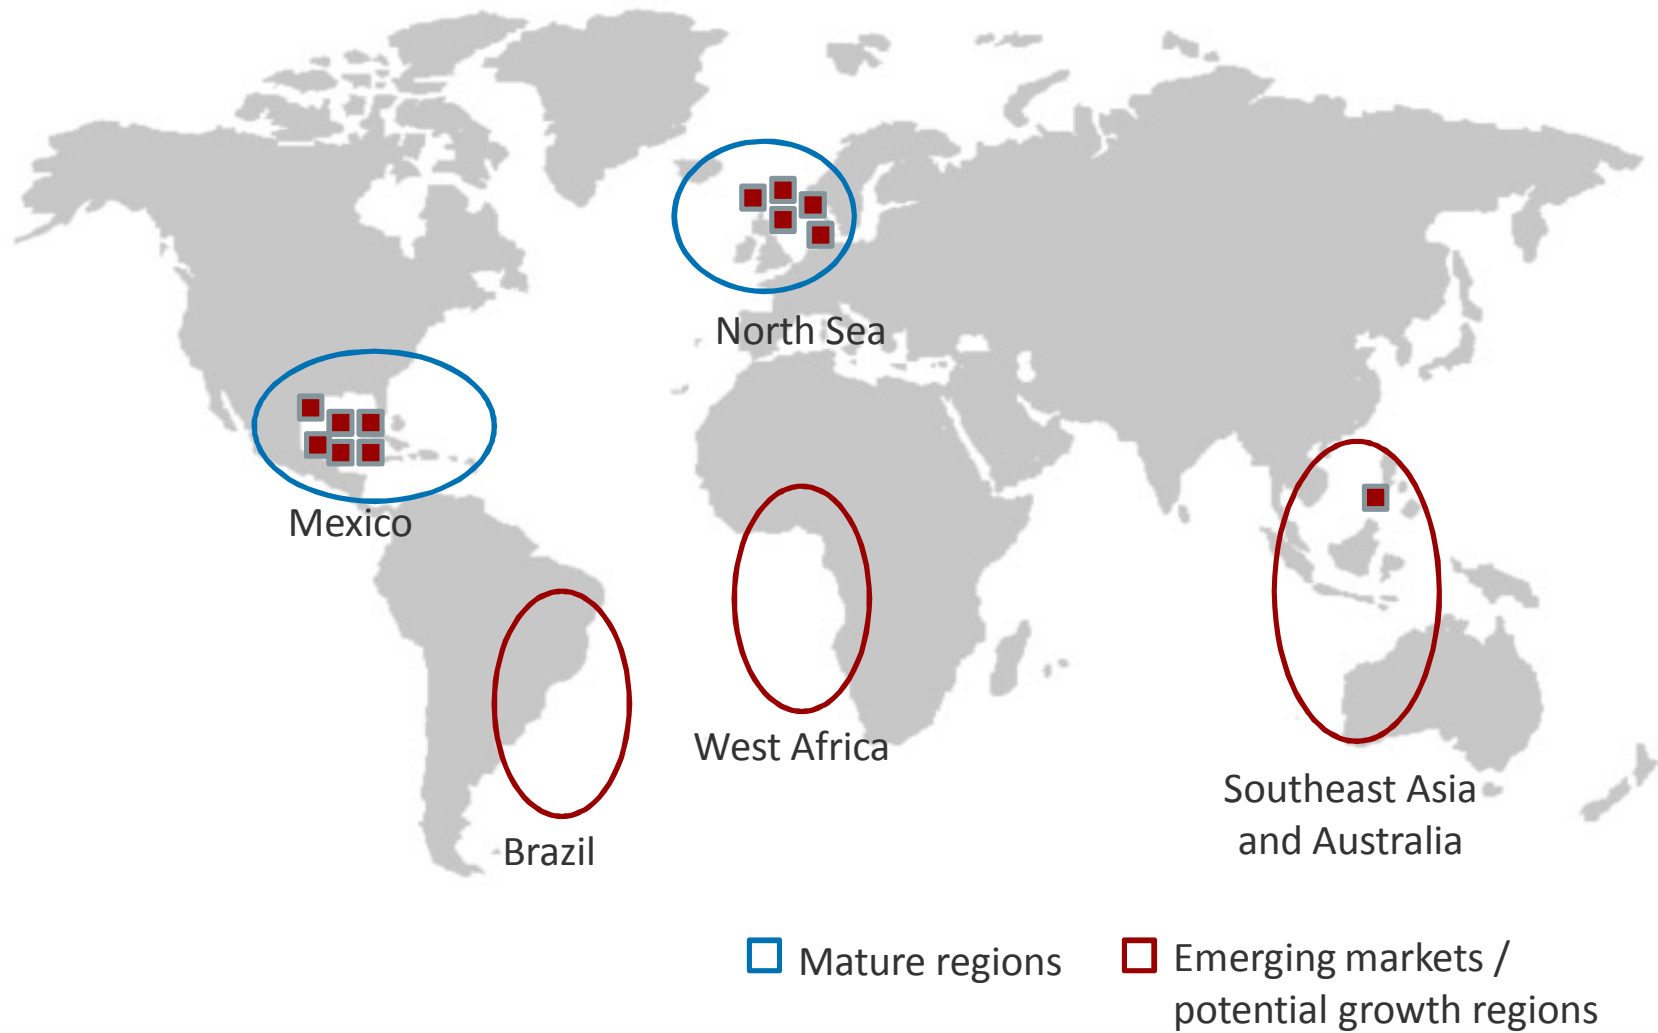 North Sea
Mexico
West Africa
Southeast Asia
and Australia
Brazil
Mature regions
Emerging markets /
potential growth regions